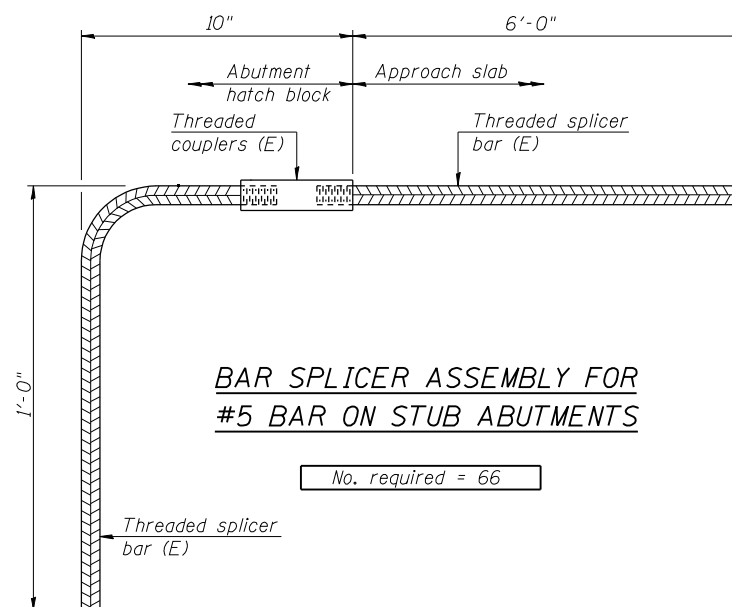 10"
6'-0"
Abutment
hatch block
Approach slab
Threaded
couplers (E)
Threaded splicer
bar (E)
1'-0"
BAR SPLICER ASSEMBLY FOR
#5 BAR ON STUB ABUTMENTS
No. required = 66
Threaded splicer
bar (E)